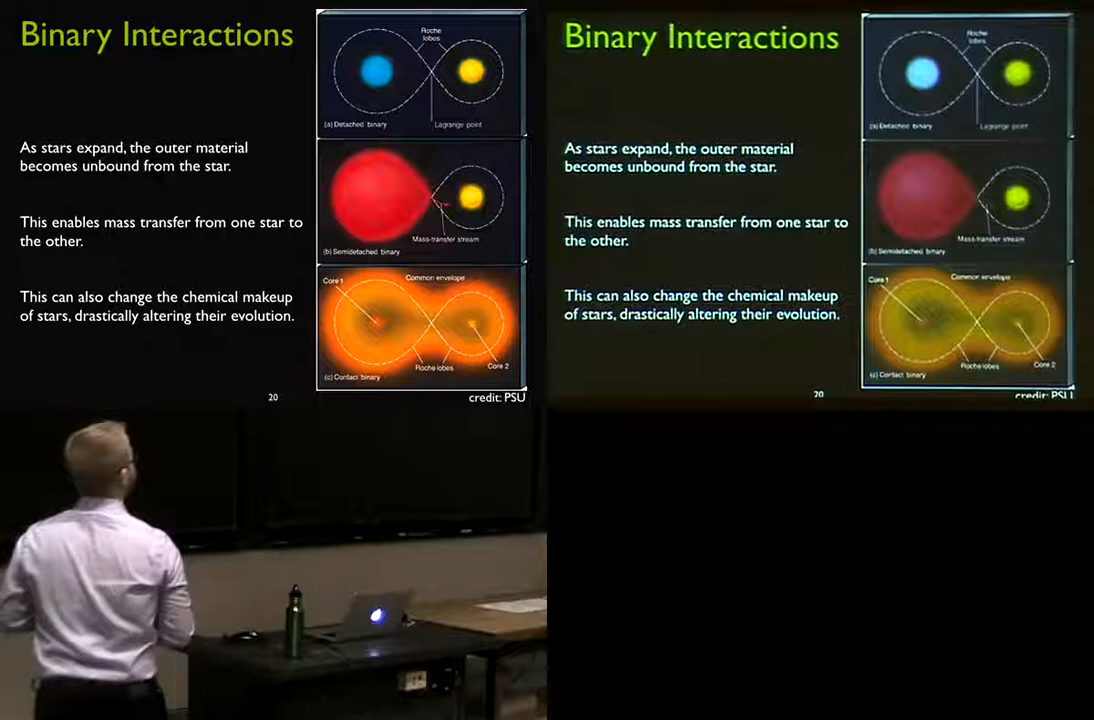 Binary Interactions
As stars expand, the outer material
becomes unbound from the star.
This enables mass transfer from one star to
the other.
This can also change the chemical makeup
of stars, drastically altering their evolution.
20
Roche
lobes
(a) Detached binary
Lagrange point
Mass-transfer stream
(b) Semidetached binary
Core 1
Common envelope
Roche lobes
Core 2
(c) Contact binary
credit: PSU
Binary Interactions
As stars expand, the outer material
becomes unbound from the star.
This enables mass transfer from one star to
the other.
This can also change the chemical makeup
of stars, drastically altering their evolution.
20
Roche
lobes
(a) Detached binary
Lagrange point
Mass-transfer stream
(b) Semidetached binary
Core 1
Common envelope
Roche lobes
Core 2
(c) Contact binary
credit: PSU